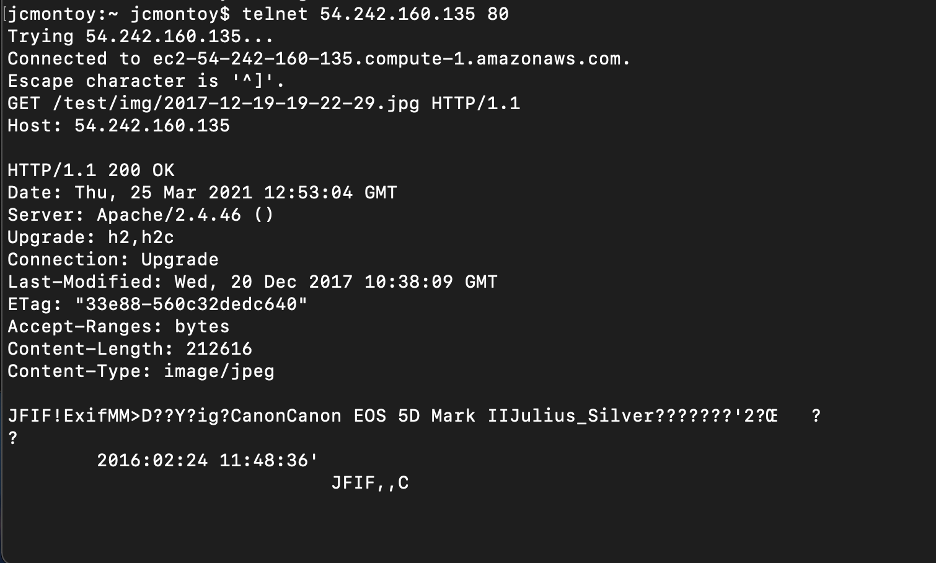 [jcmontoy:~ jcmontoy$ telnet 54.242.160.135 80
Trying 54.242.160.135...
Connected to ec2-54-242-160-135.compute-1.amazonaws.com.
Escape character is '^]'.
GET /test/img/2017-12-19-19-22-29.jpg HTTP/1.1
Host: 54.242.160.135
HTTP/1.1 200 OK
Date: Thu, 25 Mar 2021 12:53:04 GMT
Server: Apache/2.4.46 ()
Upgrade: h2,h2c
Connection: Upgrade
Last-Modified: Wed, 20 Dec 2017 10:38:09 GMT
ETag: "33e88-560c32dedc640"
Accept-Ranges: bytes
Content-Length: 212616
Content-Type: image/jpeg
JFIF!ExifMM>D??Y?ig?CanonCanon EOS 5D Mark IIJulius_Silver???????'2?Œ ?
?
2016:02:24 11:48:36'
JFIF,,C